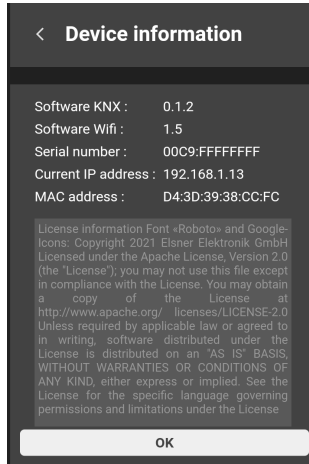 Device information
Software KNX : 0.1.2
Software Wifi : 1.5
Serial number : 00C9:FFFFFFFF
Current IP address : 192.168.1.13
MAC address : D4:3D:39:38:CC:FC
License information Font «Roboto» and Google-
Icons: Copyright 2021 Elsner Elektronik GmbH
Licensed under the Apache License, Version 2.0
(the "License"); you may not use this file except
in compliance with the License. You may obtain
a copy of the License at
http://www.apache.org/ licenses/LICENSE-2.0
Unless required by applicable law or agreed to
in writing, software distributed under the
License is distributed on an "AS IS" BASIS,
WITHOUT WARRANTIES OR CONDITIONS OF
ANY KIND, either express or implied. See the
License for the specific language governing
permissions and limitations under the License
OK